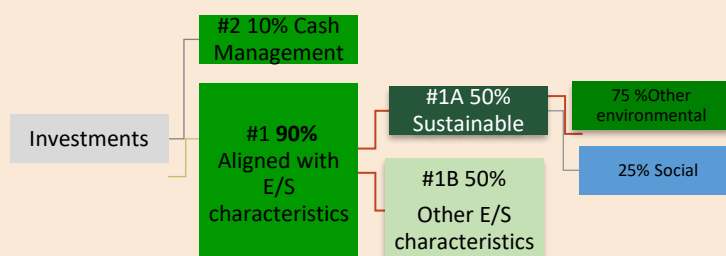 #2 10% Cash
Management
Investments
#1 90%
Aligned with
E/S
characteristics
#1A 50%
Sustainable
75 %Other
environmental
25% Social
#1B 50%
Other E/S
characteristics